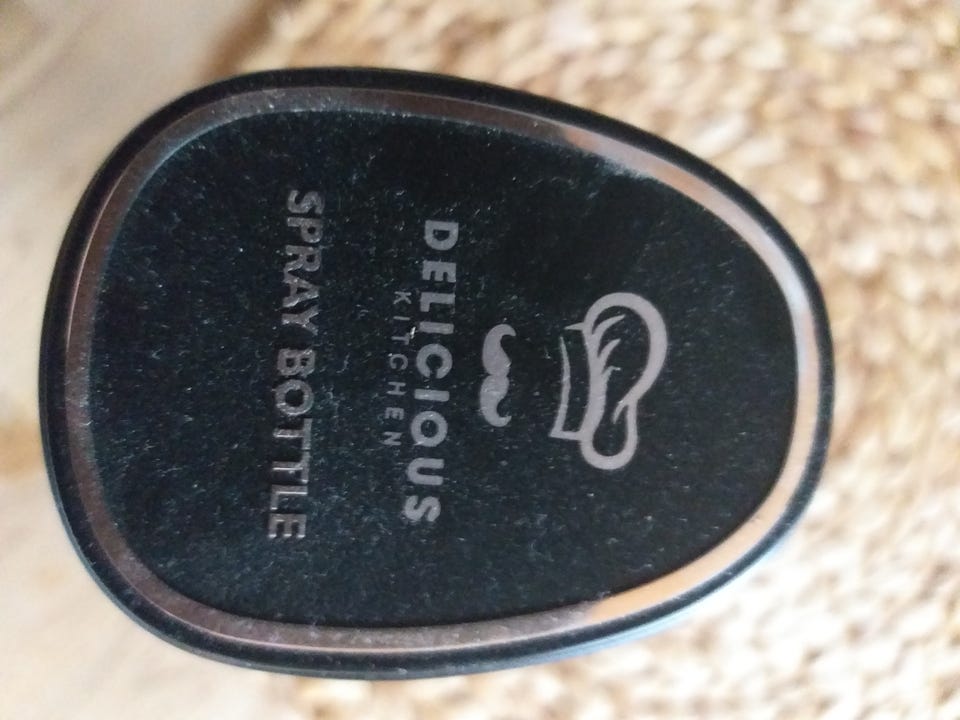 DELICIOUS
KITCHEN
SPRAY BOTTLE